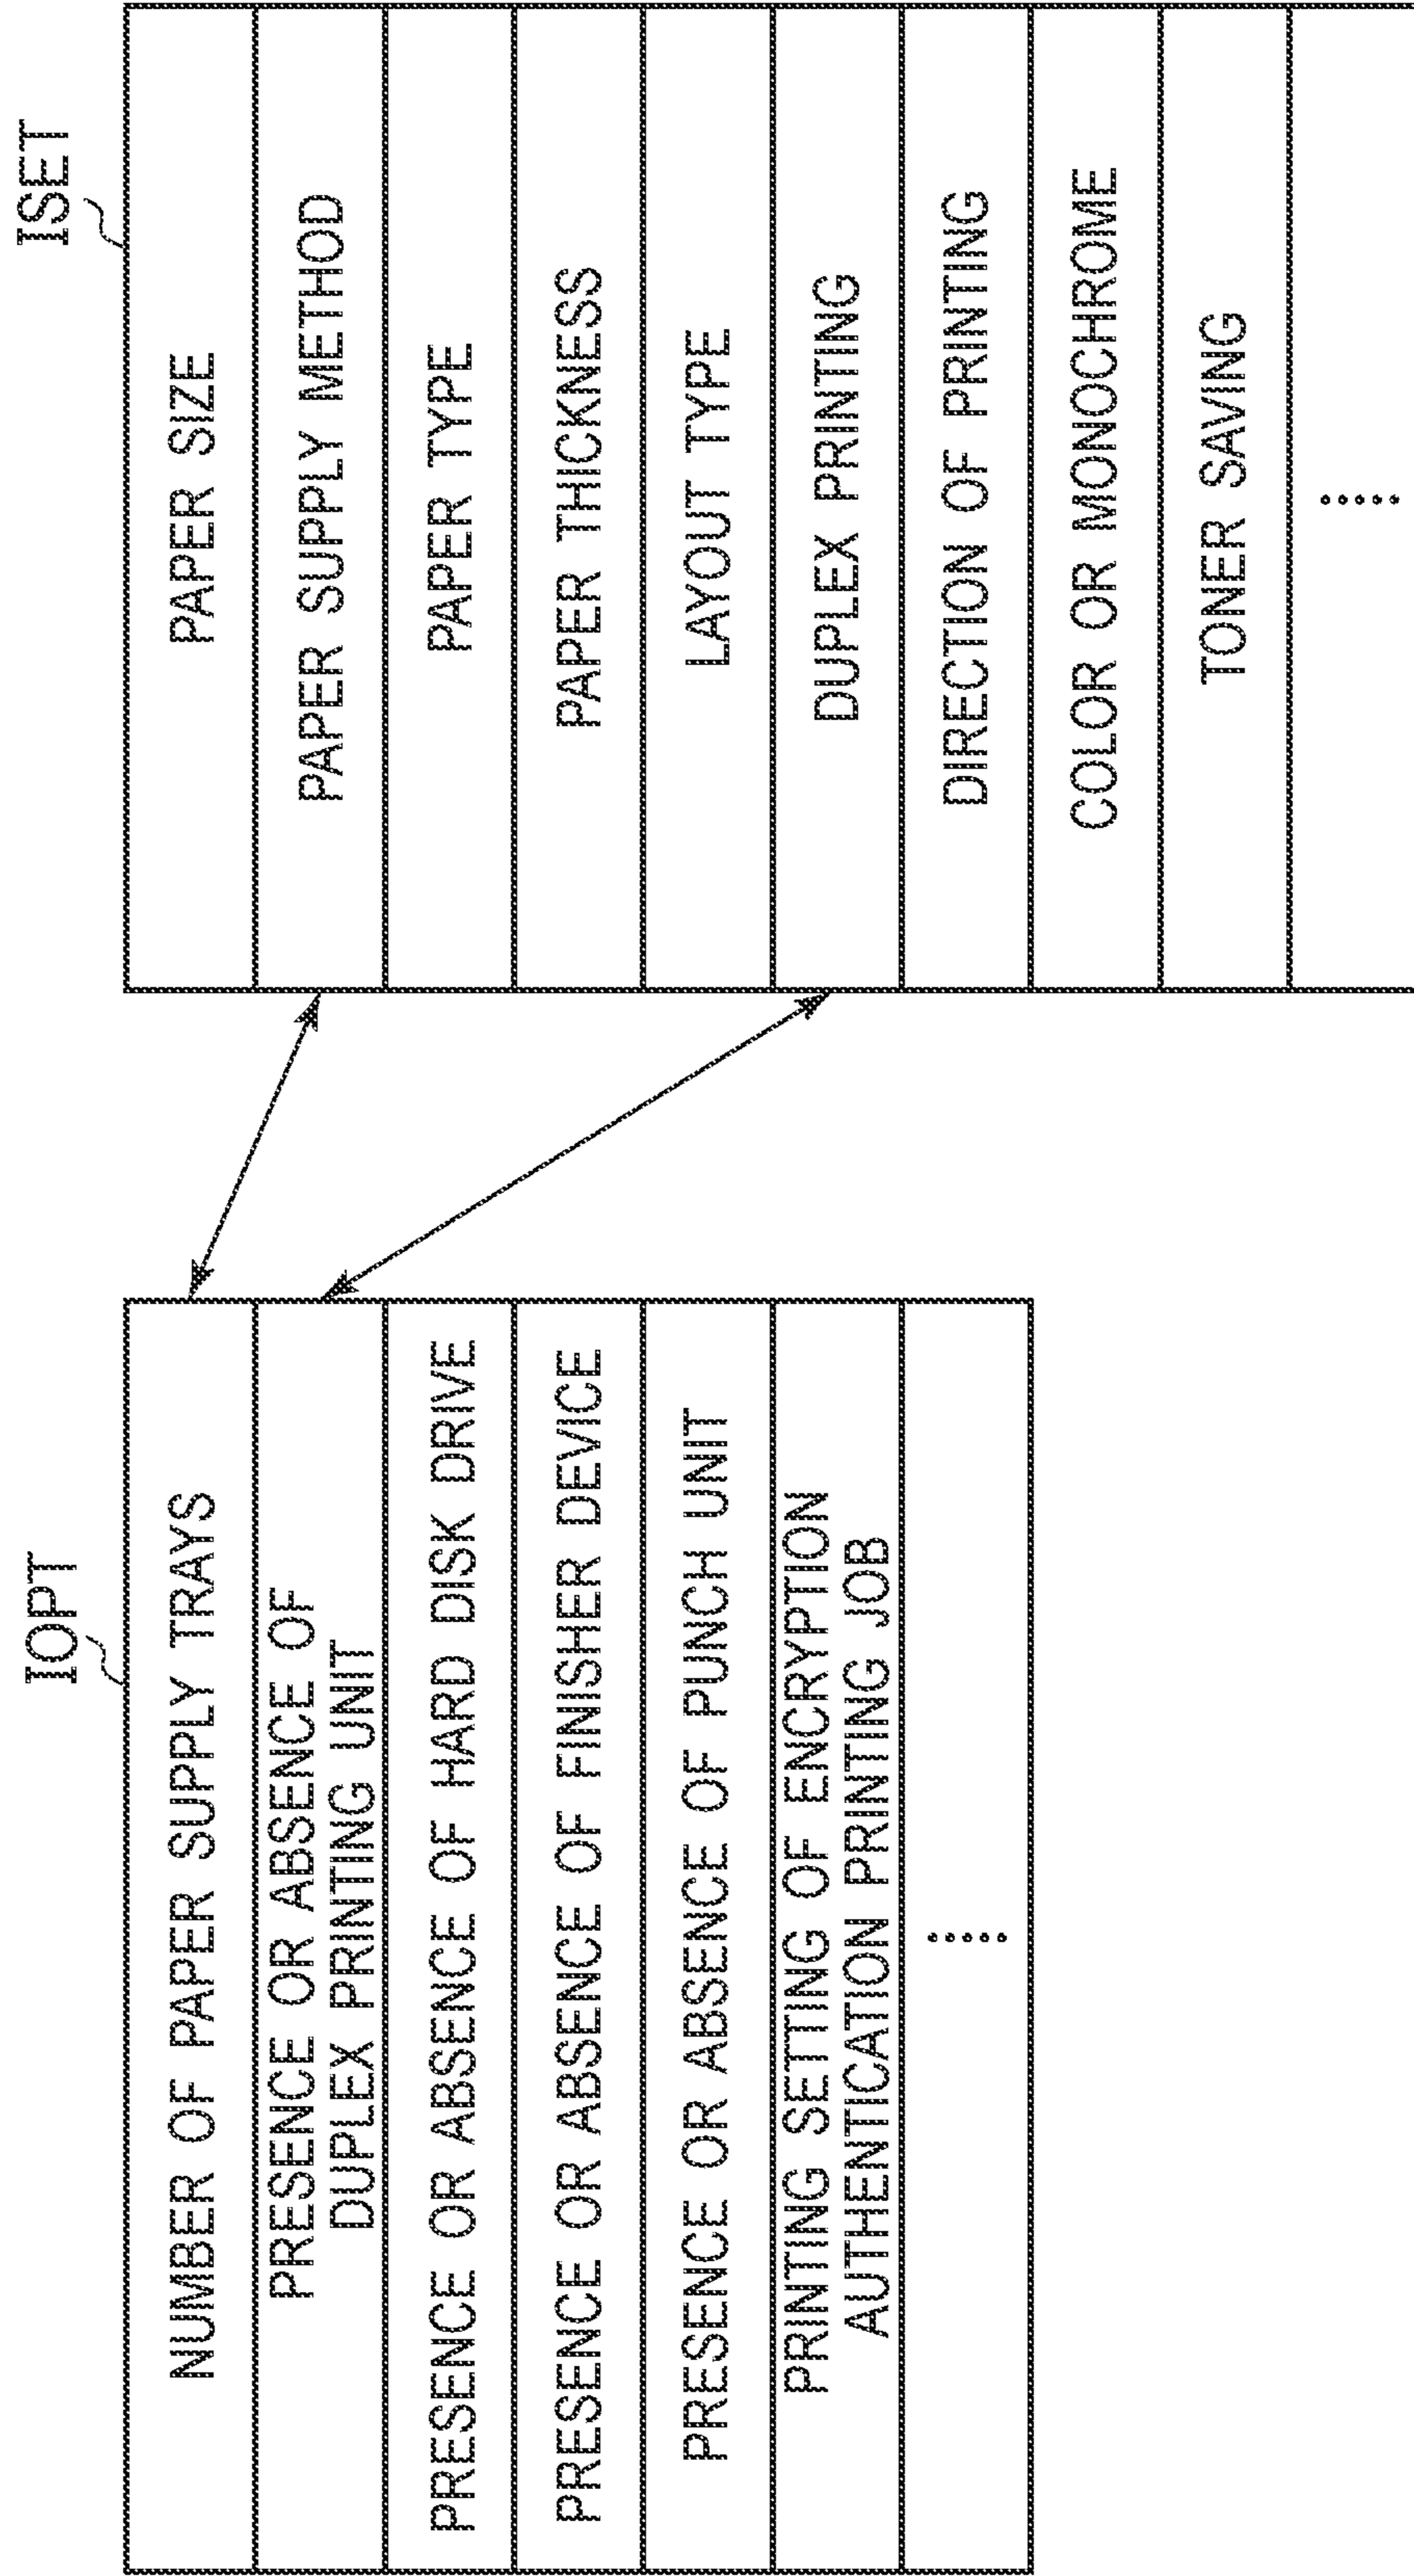 IOPT
NUMBER OF PAPER SUPPLY TRAYS
PRESENCE OR ABSENCE OF
DUPLEX PRINTING UNIT
PRESENCE OR ABSENCE OF HARD DISK DRIVE
PRESENCE OR ABSENCE OF FINISHER DEVICE
PRESENCE OR ABSENCE OF PUNCH UNIT
PRINTING SETTING OF ENCRYPTION
AUTHENTICATION PRINTING JOB
.....
ISET
PAPER SIZE
PAPER SUPPLY METHOD
PAPER TYPE
PAPER THICKNESS
LAYOUT TYPE
DUPLEX PRINTING
DIRECTION OF PRINTING
COLOR OR MONOCHROME
TONER SAVING
.....